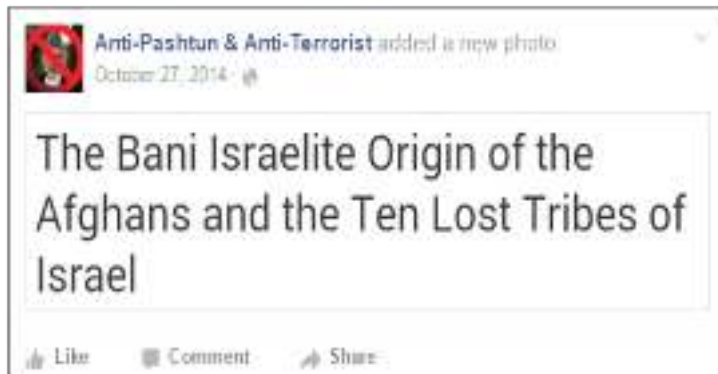 Anti-Pashtun & Anti-Terrorist added a new photo
October 27, 2014
The Bani Israelite Origin of the
Afghans and the Ten Lost Tribes of
Israel
Like Comment Share